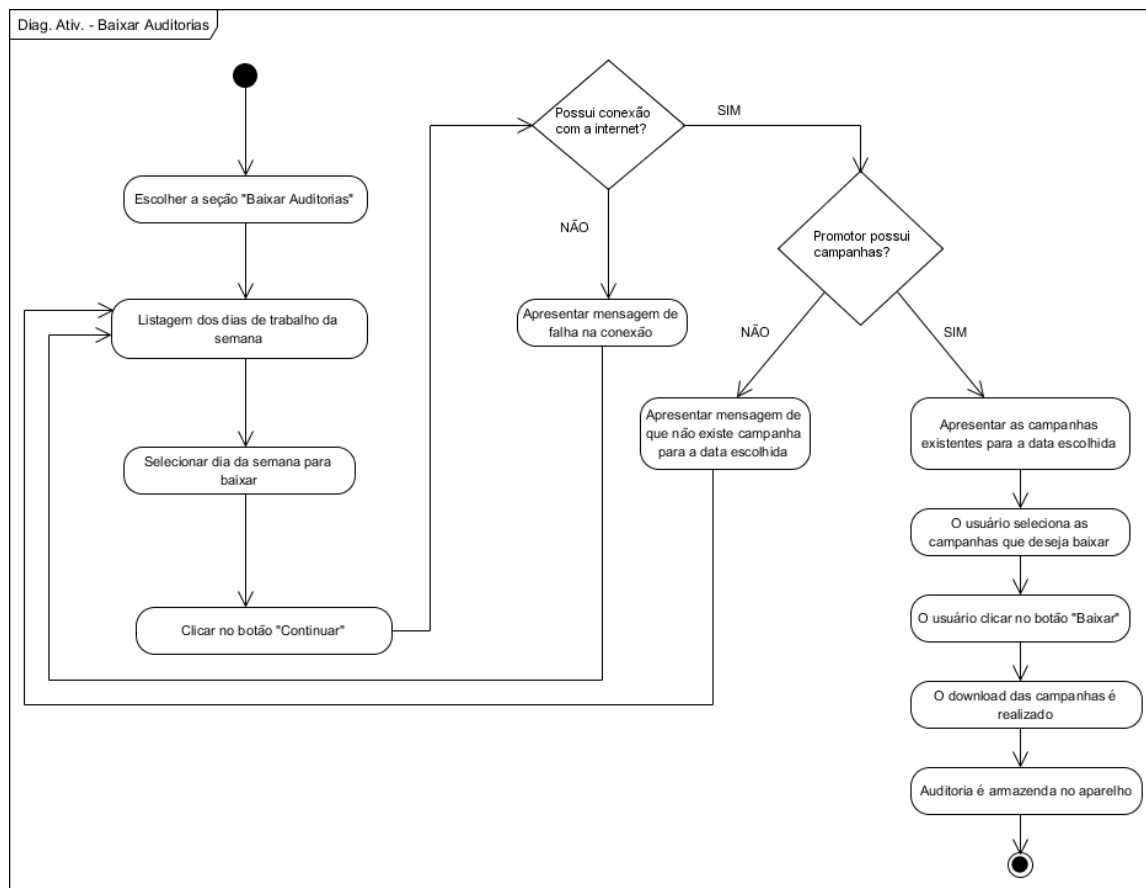 Diag. Ativ. - Baixar Auditorias
Escolher a seção "Baixar Auditorias"
Listagem dos dias de trabalho da
semana
Selecionar dia da semana para
baixar
Clicar no botão "Continuar"
Possui conexão
com a internet?
SIM
NÃO
Apresentar mensagem de
falha na conexão
Promotor possui
campanhas?
NÃO
SIM
Apresentar mensagem de
que não existe campanha
para a data escolhida
Apresentar as campanhas
existentes para a data escolhida
O usuário seleciona as
campanhas que deseja baixar
O usuário clicar no botão "Baixar"
O download das campanhas é
realizado
Auditoria é armazenda no aparelho